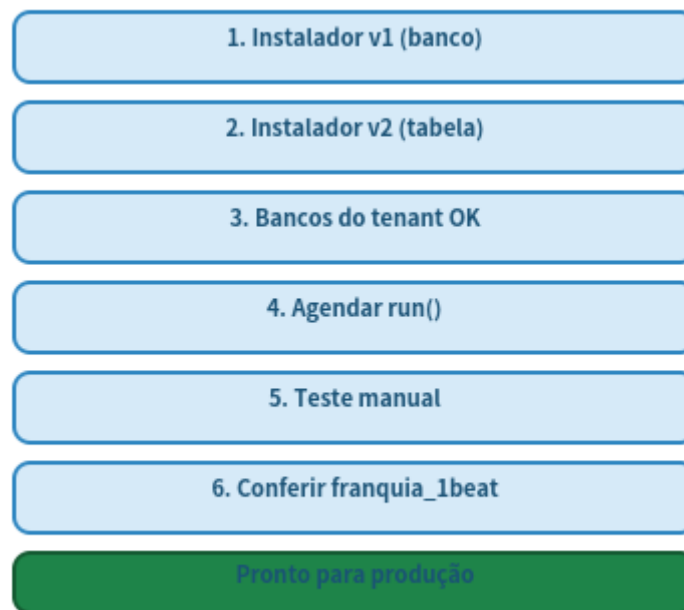 1. Instalador v1 (banco)
2. Instalador v2 (tabela)
3. Bancos do tenant OK
4. Agendar run()
5. Teste manual
6. Conferir franquia_1beat
Pronto para produção